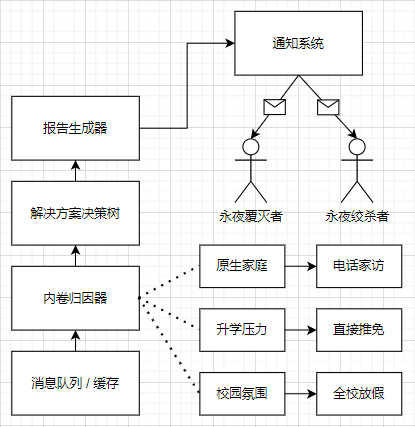 通知系统
报告生成器
解决方案决策树
永夜覆灭者
永夜绞杀者
内卷归因器
原生家庭
电话家访
升学压力
直接推免
消息队列 / 缓存
校园氛围
全校放假